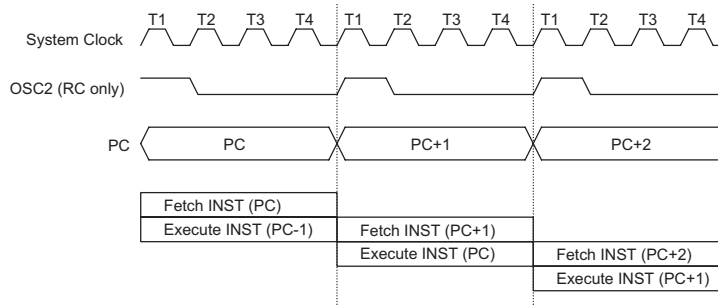 T1 T2 T3 T4 T1 T2 T3 T4 T1 T2 T3 T4
System Clock
OSC2 (RC only)
PC PC PC+1 PC+2
Fetch INST (PC)
Execute INST (PC-1) Fetch INST (PC+1)
Execute INST (PC) Fetch INST (PC+2)
Execute INST (PC+1)